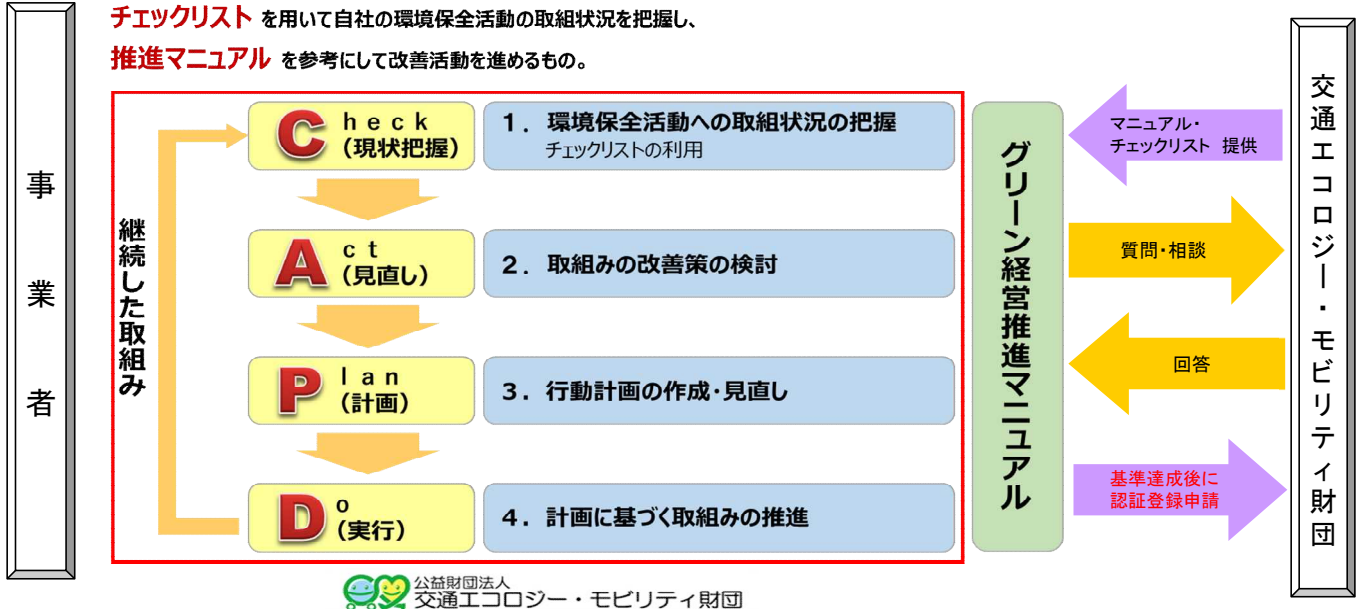 チェックリスト を用いて自社の環境保全活動の取組状況を把握し、
推進マニュアル を参考にして改善活動を進めるもの。
事業者
継続した取組み
Check
(現状把握)
1. 環境保全活動への取組状況の把握
チェックリストの利用
Act
(見直し)
2. 取組みの改善策の検討
Plan
(計画)
3. 行動計画の作成・見直し
Do
(実行)
4. 計画に基づく取組みの推進
グリーン経営推進マニュアル
マニュアル・
チェックリスト 提供
質問・相談
回答
基準達成後に
認証登録申請
交通エコロジー・モビリティ財団
公益財団法人
交通エコロジー・モビリティ財団